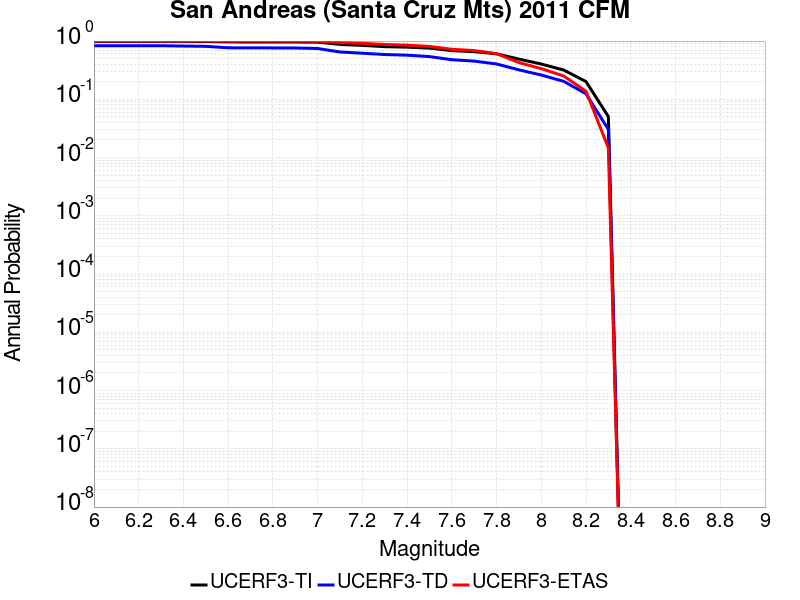 San Andreas (Santa Cruz Mts) 2011 CFM
10^0
10^-1
10^-2
10^-3
10^-4
10^-5
10^-6
10^-7
10^-8
Annual Probability
6 6.2 6.4 6.6 6.8 7 7.2 7.4 7.6 7.8 8 8.2 8.4 8.6 8.8 9
Magnitude
UCERF3-TI UCERF3-TD UCERF3-ETAS